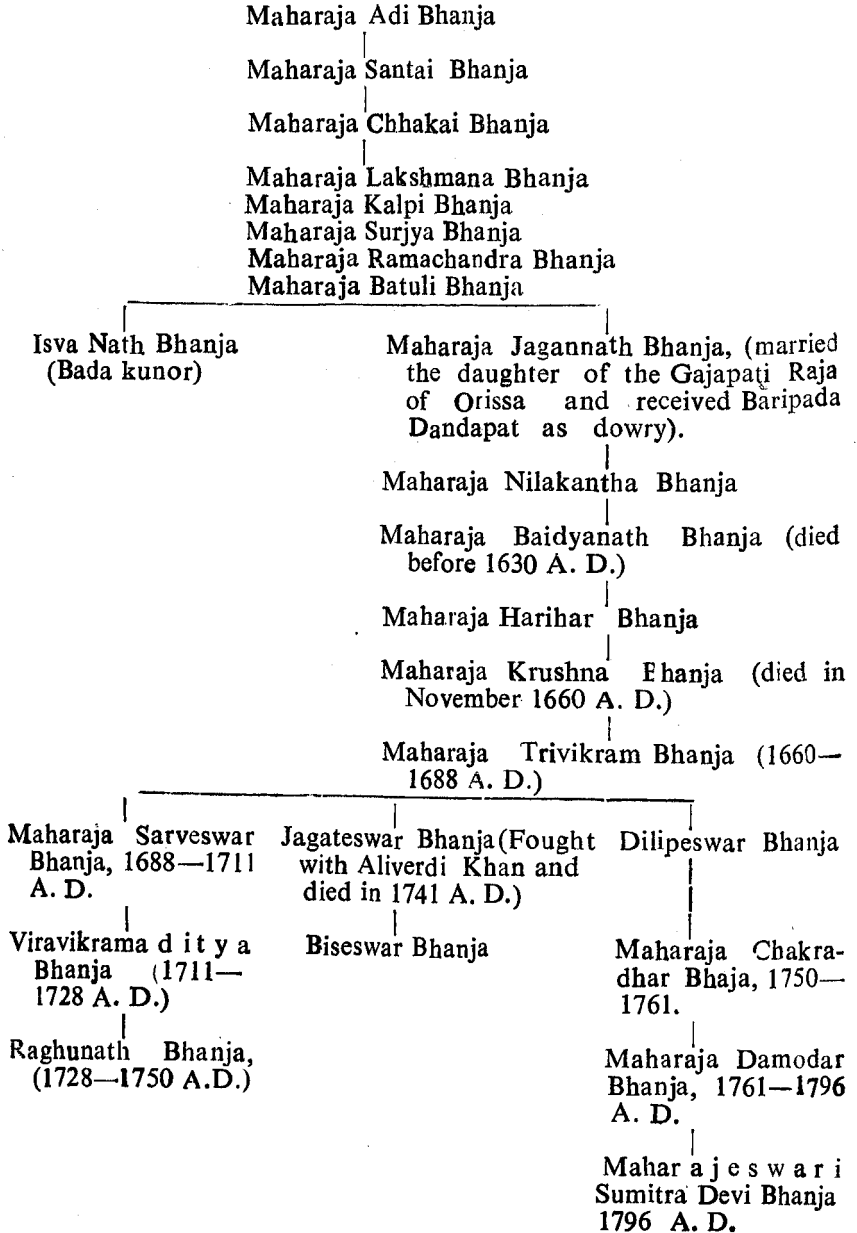 Maharaja Adi Bhanja
Maharaja Santai Bhanja
Maharaja Chhakai Bhanja
Maharaja Lakshmana Bhanja
Maharaja Kalpi Bhanja
Maharaja Surjya Bhanja
Maharaja Ramachandra Bhanja
Maharaja Batuli Bhanja
Isva Nath Bhanja
(Bada kunor)
Maharaja Jagannath Bhanja, (married
the daughter of the Gajapati Raja
of Orissa and received Baripada
Dandapat as dowry).
Maharaja Nilakantha Bhanja
Maharaja Baidyanath Bhanja (died
before 1630 A. D.)
Maharaja Harihar Bhanja
Maharaja Krushna Bhanja (died in
November 1660 A. D.)
Maharaja Trivikram Bhanja (1660—
1688 A. D.)
Maharaja Sarveswar
Bhanja, 1688—1711
A. D.
Viravikrama d i t y a
Bhanja (1711—
1728 A. D.)
Raghunath Bhanja,
(1728—1750 A.D.)
Jagateswar Bhanja(Fought
with Aliverdi Khan and
died in 1741 A. D.)
Biseswar Bhanja
Dilipeswar Bhanja
Maharaja Chakra-
dhar Bhaja, 1750—
1761.
Maharaja Damodar
Bhanja, 1761—1796
A. D.
Mahar a j e s w a r i
Sumitra Devi Bhanja
1796 A. D.